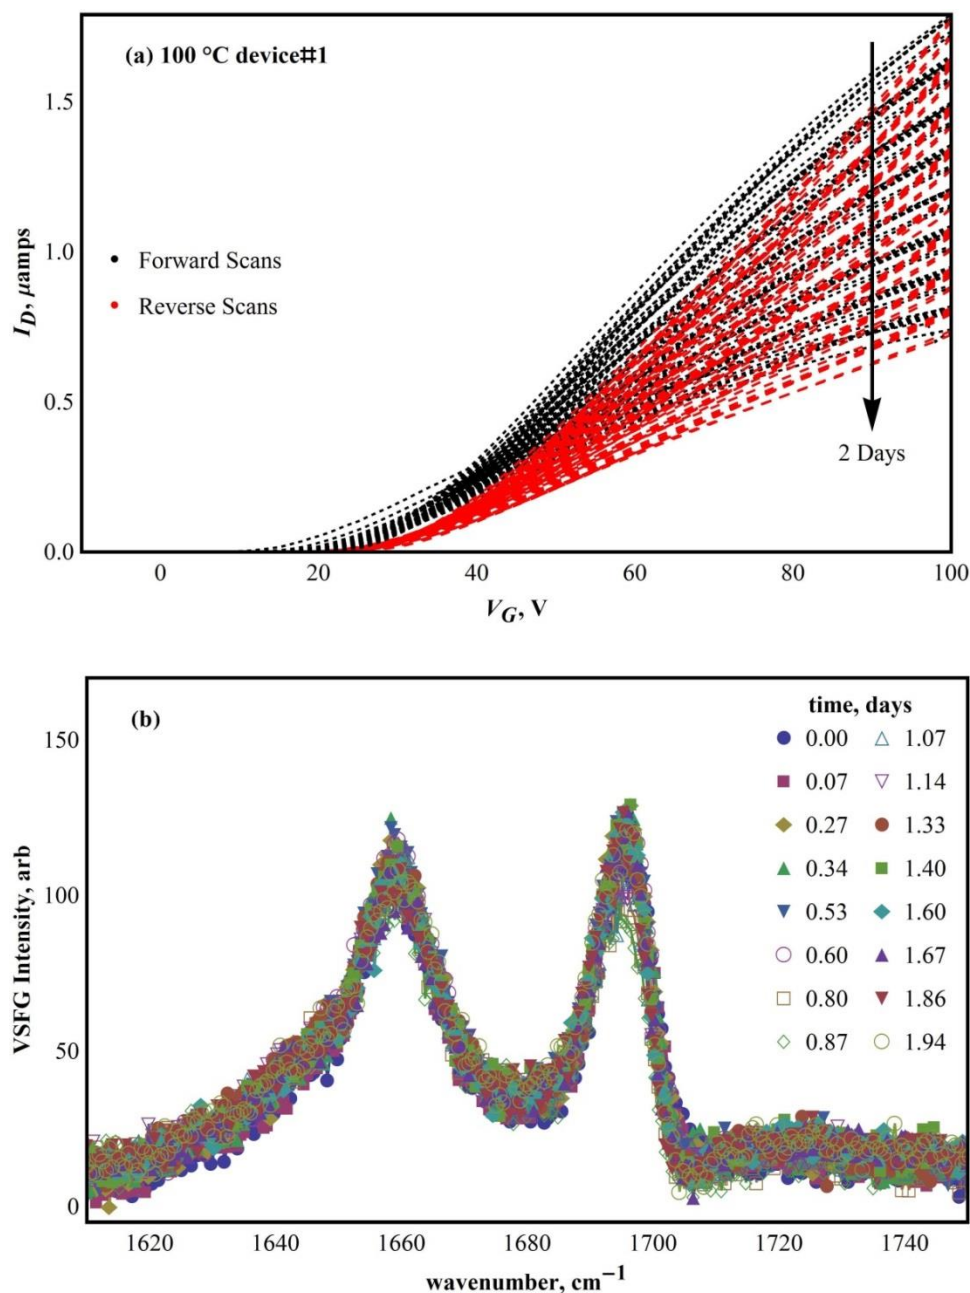 (a) 100 °C device#1
1.5
1.0
0.5
0.0
I_D, μamps
Forward Scans
Reverse Scans
2 Days
0 20 40 60 80 100
V_G, V
(b)
time, days
0.00 1.07
0.07 1.14
0.27 1.33
0.34 1.40
0.53 1.60
0.60 1.67
0.80 1.86
0.87 1.94
150
100
50
0
VSFG Intensity, arb
1620 1640 1660 1680 1700 1720 1740
wavenumber, cm⁻¹